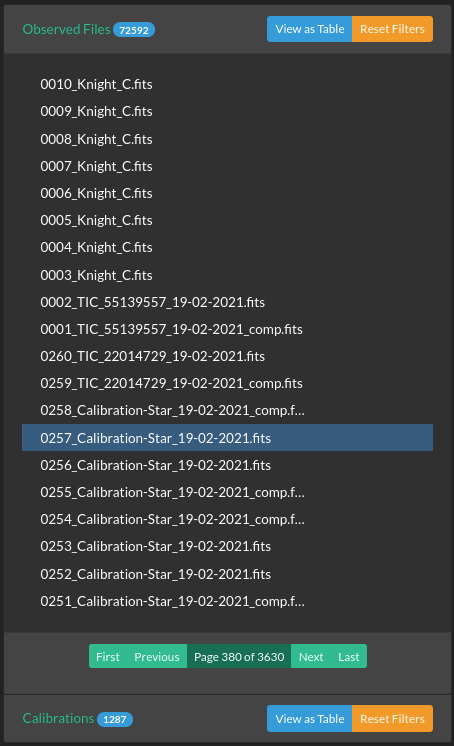 Observed Files 72592 View as Table Reset Filters
0010_Knight_C.fits
0009_Knight_C.fits
0008_Knight_C.fits
0007_Knight_C.fits
0006_Knight_C.fits
0005_Knight_C.fits
0004_Knight_C.fits
0003_Knight_C.fits
0002_TIC_55139557_19-02-2021.fits
0001_TIC_55139557_19-02-2021_comp.fits
0260_TIC_22014729_19-02-2021.fits
0259_TIC_22014729_19-02-2021_comp.fits
0258_Calibration-Star_19-02-2021_comp.f...
0257_Calibration-Star_19-02-2021.fits
0256_Calibration-Star_19-02-2021.fits
0255_Calibration-Star_19-02-2021_comp.f...
0254_Calibration-Star_19-02-2021_comp.f...
0253_Calibration-Star_19-02-2021.fits
0252_Calibration-Star_19-02-2021.fits
0251_Calibration-Star_19-02-2021_comp.f...
First Previous Page 380 of 3630 Next Last
Calibrations 1287 View as Table Reset Filters